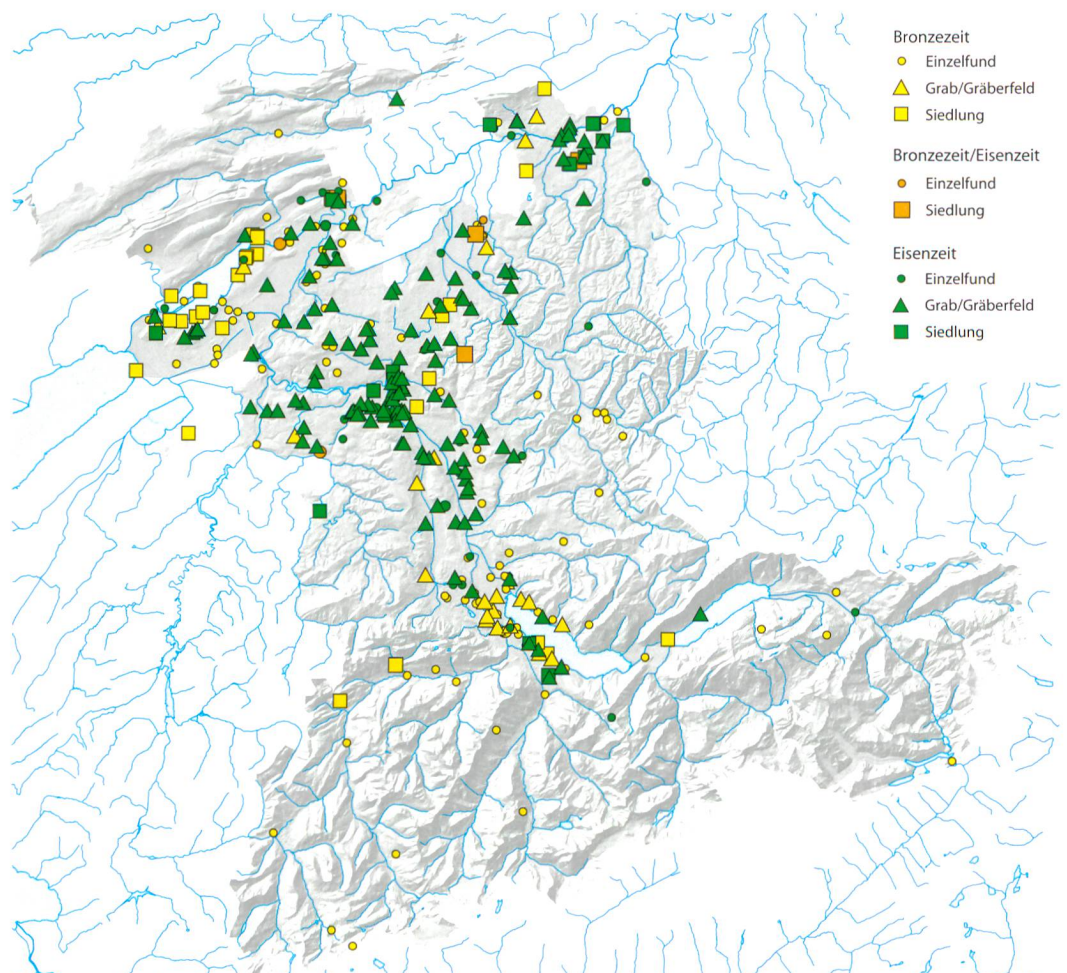 Bronzezeit
Einzelfund
Grab/Gräberfeld
Siedlung
Bronzezeit/Eisenzeit
Einzelfund
Siedlung
Eisenzeit
Einzelfund
Grab/Gräberfeld
Siedlung